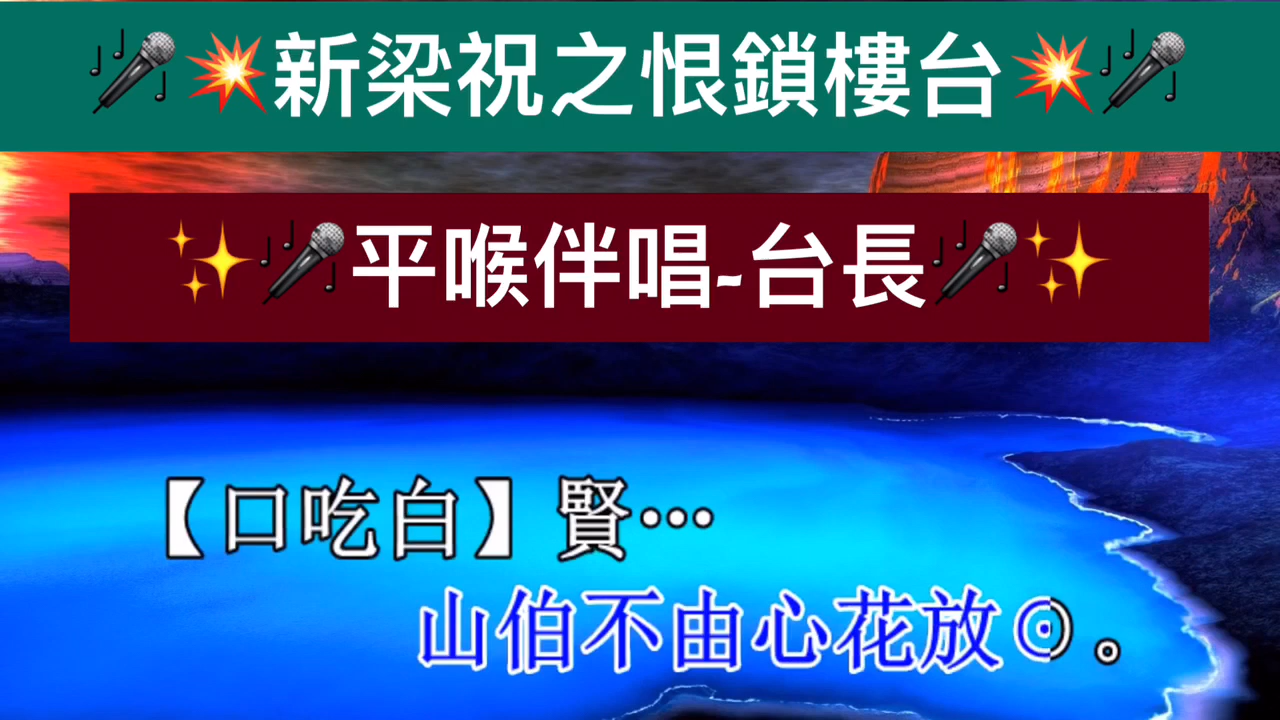 🎤💥新梁祝之恨鎖樓台💥🎤
✨🎤平喉伴唱~台長🎤✨
【口吃白】賢…
山伯不由心花放⊙。